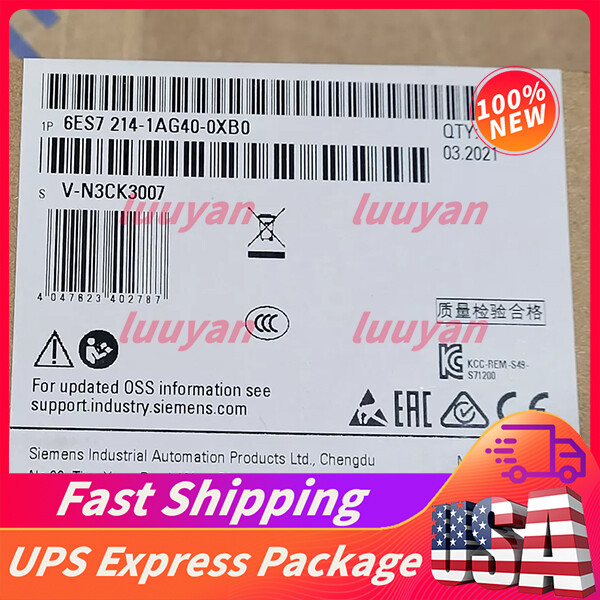 100%
NEW
1P 6ES7 214-1AG40-0XB0
QTY:
03.2021
S V-N3CK3007
luuyan luuyan
4 047623 402787
luuyan luuyan
CCC
质量检验合格
KCC-REM-S49-
S71200
For updated OSS information see
support.industry.siemens.com
EAC CE
Siemens Industrial Automation Products Ltd., Chengdu
Fast Shipping
UPS Express Package
USA